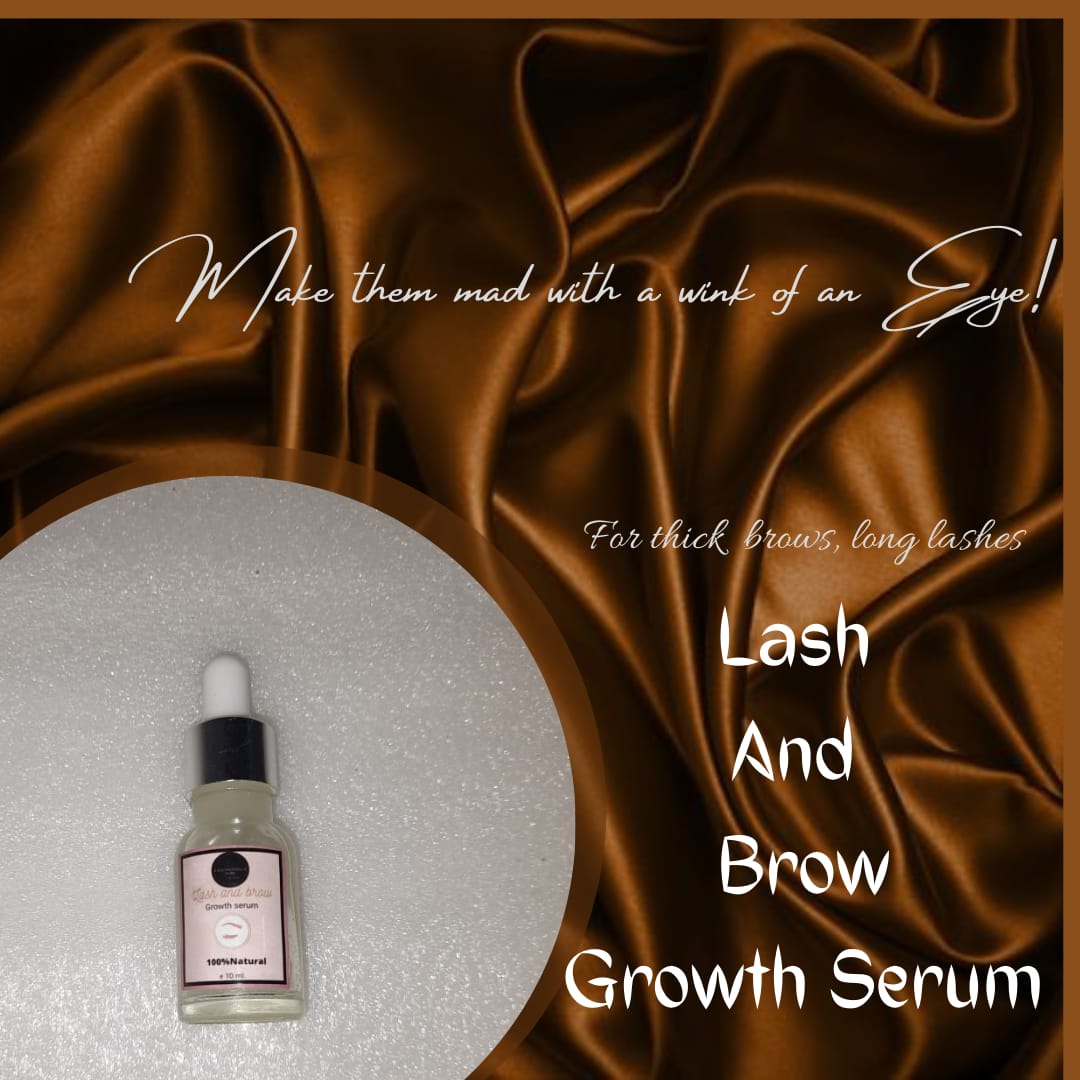 Make them mad with a wink of an Eye!
For thick brows, long lashes
Lash
And
Brow
Growth Serum
Lash and brow
Growth serum
100%Natural
e 10 ml.